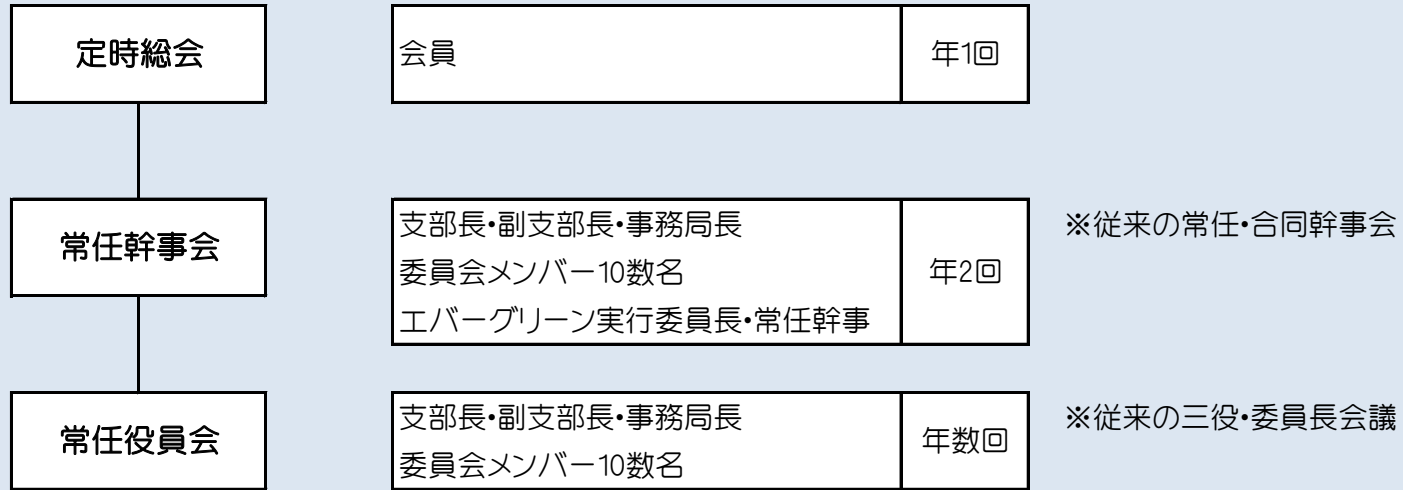 定時総会
会員
年1回
常任幹事会
支部長・副支部長・事務局長
委員会メンバー10数名
エバーグリーン実行委員長・常任幹事
年2回
※従来の常任・合同幹事会
常任役員会
支部長・副支部長・事務局長
委員会メンバー10数名
年数回
※従来の三役・委員長会議